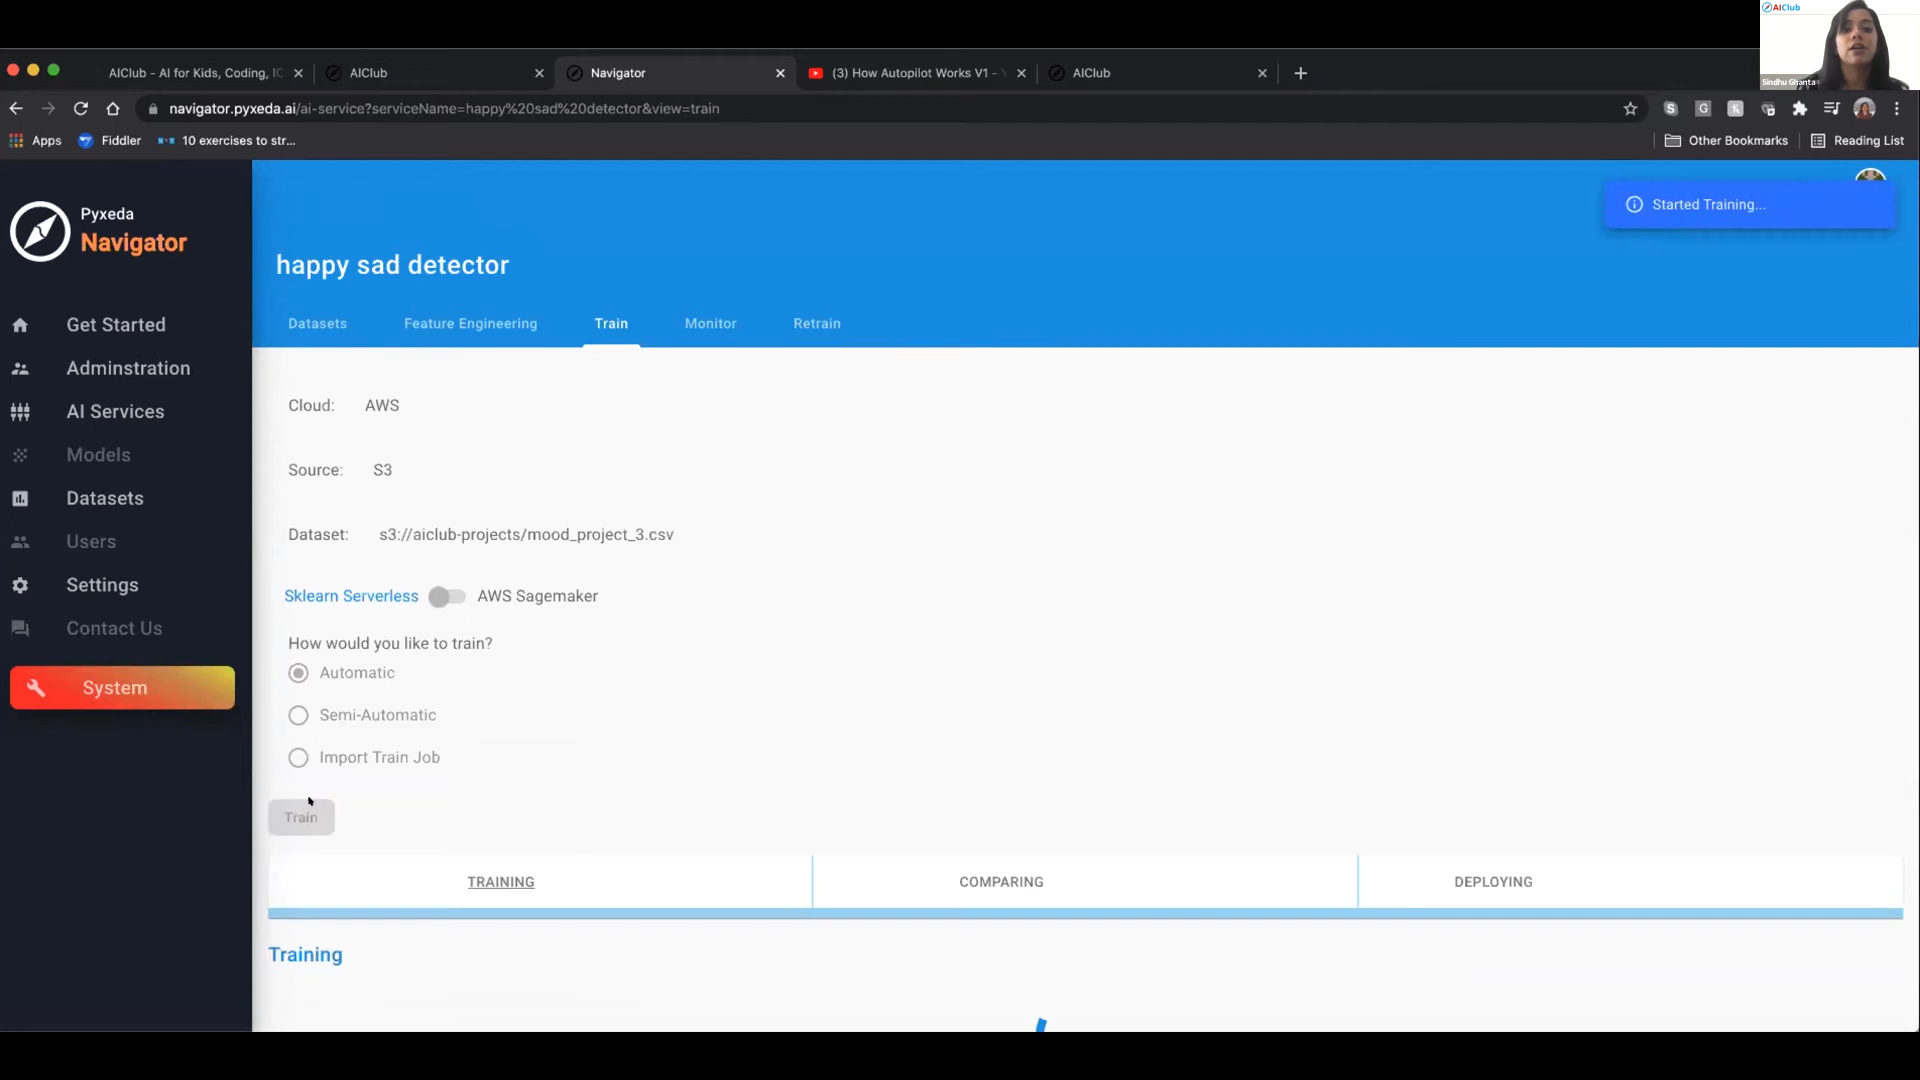 AIClub
Sindhu Ghanta
AIClub - AI for Kids, Coding, IC
AIClub
Navigator
(3) How Autopilot Works V1 -
AIClub
navigator.pyxeda.ai/ai-service?serviceName=happy%20sad%20detector&view=train
Apps
Fiddler
10 exercises to str...
Other Bookmarks
Reading List
Pyxeda
Navigator
Started Training...
happy sad detector
Datasets
Feature Engineering
Train
Monitor
Retrain
Get Started
Adminstration
AI Services
Models
Datasets
Users
Settings
Contact Us
System
Cloud: AWS
Source: S3
Dataset: s3://aiclub-projects/mood_project_3.csv
Sklearn Serverless AWS Sagemaker
How would you like to train?
Automatic
Semi-Automatic
Import Train Job
Train
TRAINING
COMPARING
DEPLOYING
Training